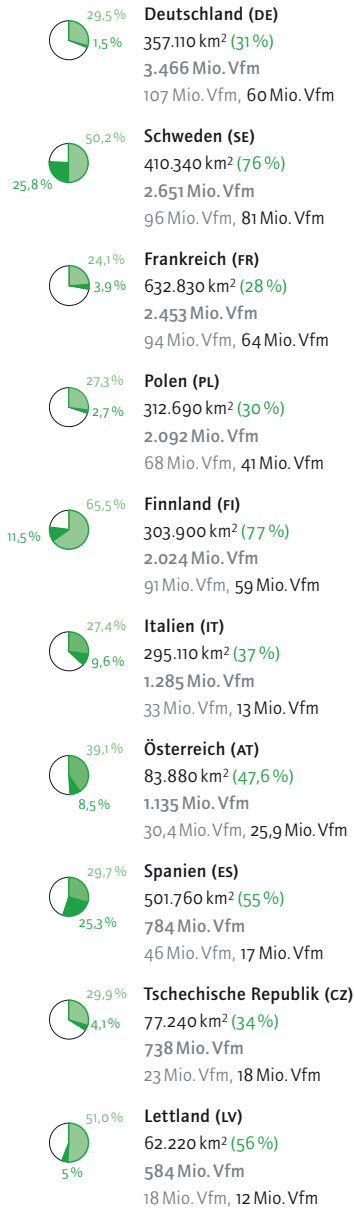 29,5 %
1,5 %
Deutschland (DE)
357.110 km² (31 %)
3.466 Mio. Vfm
107 Mio. Vfm, 60 Mio. Vfm
50,2 %
25,8 %
Schweden (SE)
410.340 km² (76 %)
2.651 Mio. Vfm
96 Mio. Vfm, 81 Mio. Vfm
24,1 %
3,9 %
Frankreich (FR)
632.830 km² (28 %)
2.453 Mio. Vfm
94 Mio. Vfm, 64 Mio. Vfm
27,3 %
2,7 %
Polen (PL)
312.690 km² (30 %)
2.092 Mio. Vfm
68 Mio. Vfm, 41 Mio. Vfm
65,5 %
11,5 %
Finnland (FI)
303.900 km² (77 %)
2.024 Mio. Vfm
91 Mio. Vfm, 59 Mio. Vfm
27,4 %
9,6 %
Italien (IT)
295.110 km² (37 %)
1.285 Mio. Vfm
33 Mio. Vfm, 13 Mio. Vfm
39,1 %
8,5 %
Österreich (AT)
83.880 km² (47,6 %)
1.135 Mio. Vfm
30,4 Mio. Vfm, 25,9 Mio. Vfm
29,7 %
25,3 %
Spanien (ES)
501.760 km² (55 %)
784 Mio. Vfm
46 Mio. Vfm, 17 Mio. Vfm
29,9 %
4,1 %
Tschechische Republik (CZ)
77.240 km² (34 %)
738 Mio. Vfm
23 Mio. Vfm, 18 Mio. Vfm
51,0 %
5 %
Lettland (LV)
62.220 km² (56 %)
584 Mio. Vfm
18 Mio. Vfm, 12 Mio. Vfm